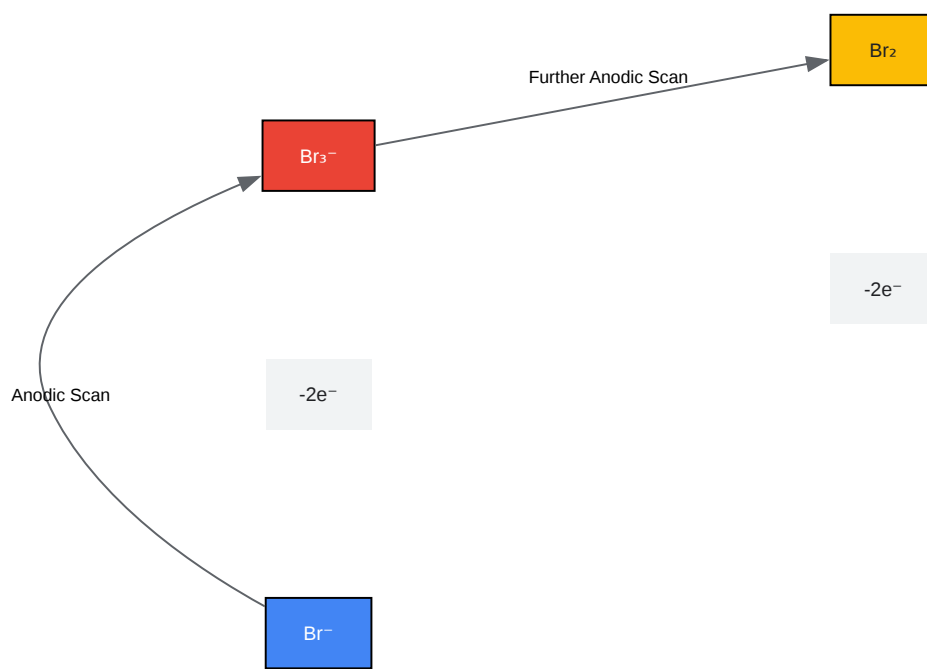 Br₂
Further Anodic Scan
Br₃⁻
-2e⁻
-2e⁻
Anodic Scan
Br⁻